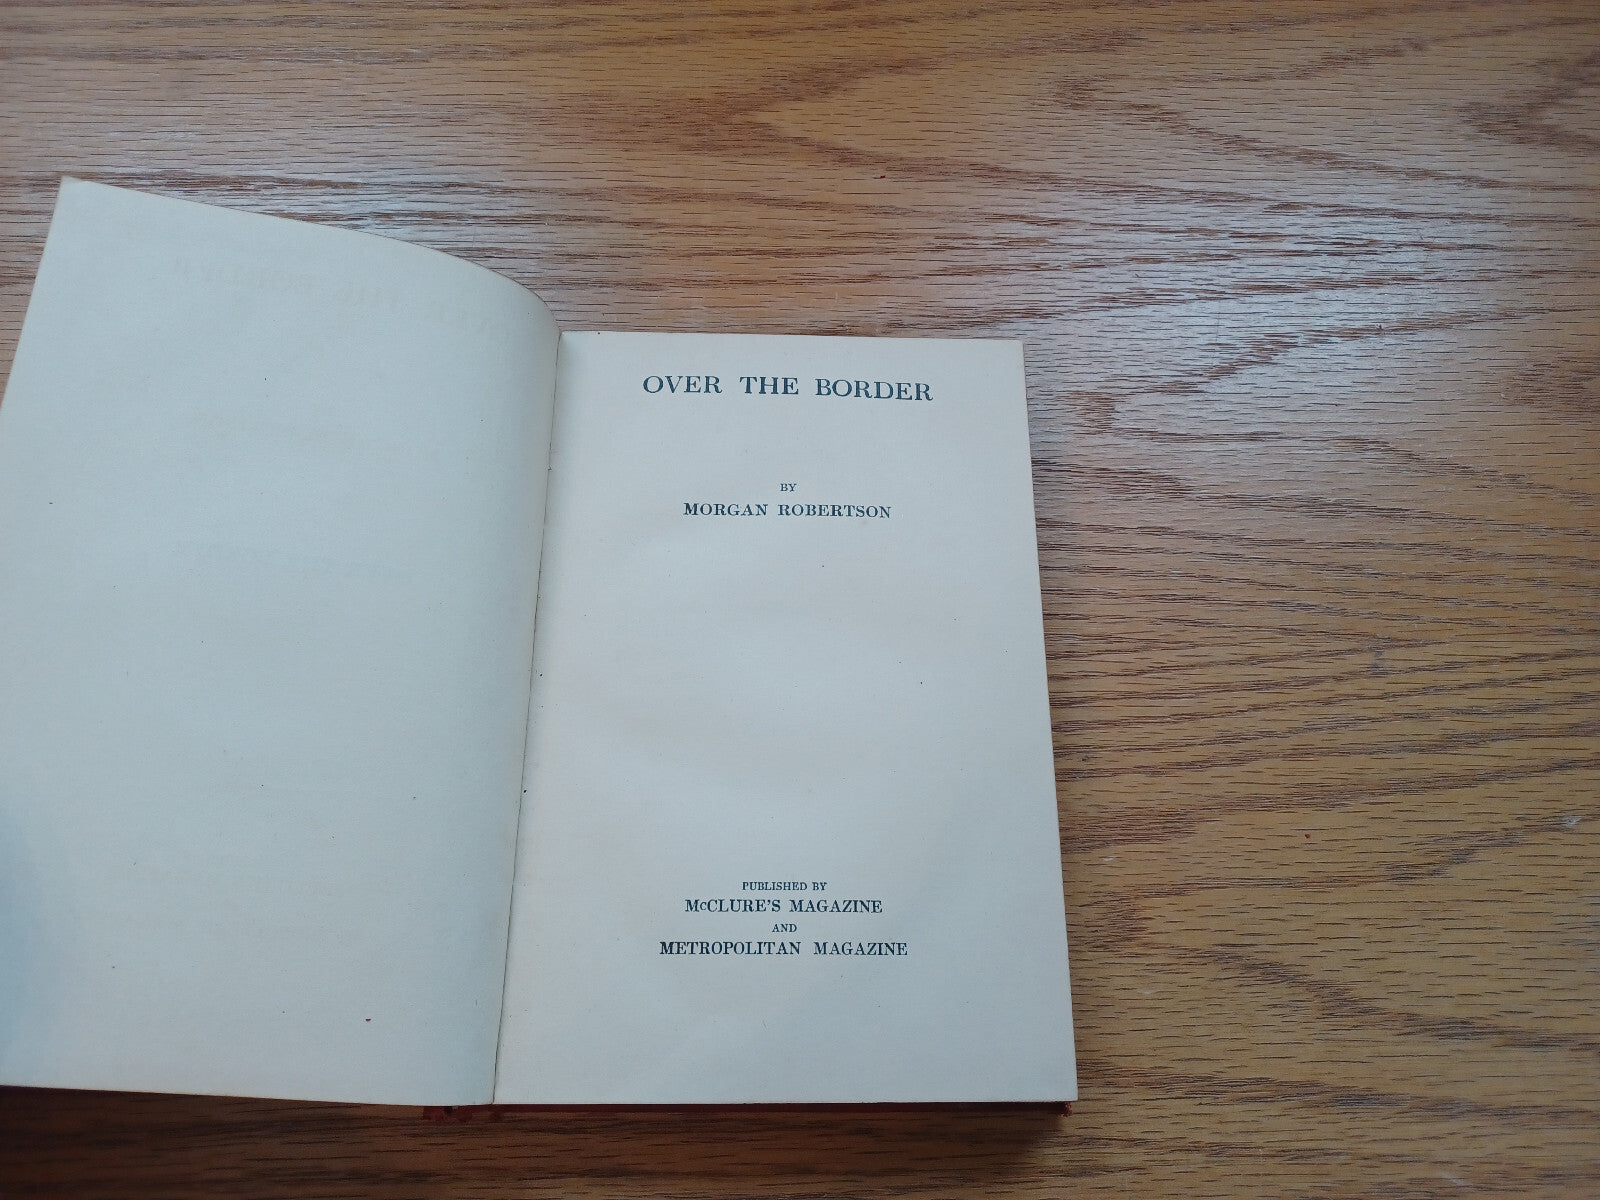 OVER THE BORDER
BY
MORGAN ROBERTSON
PUBLISHED BY
McCLURE'S MAGAZINE
AND
METROPOLITAN MAGAZINE